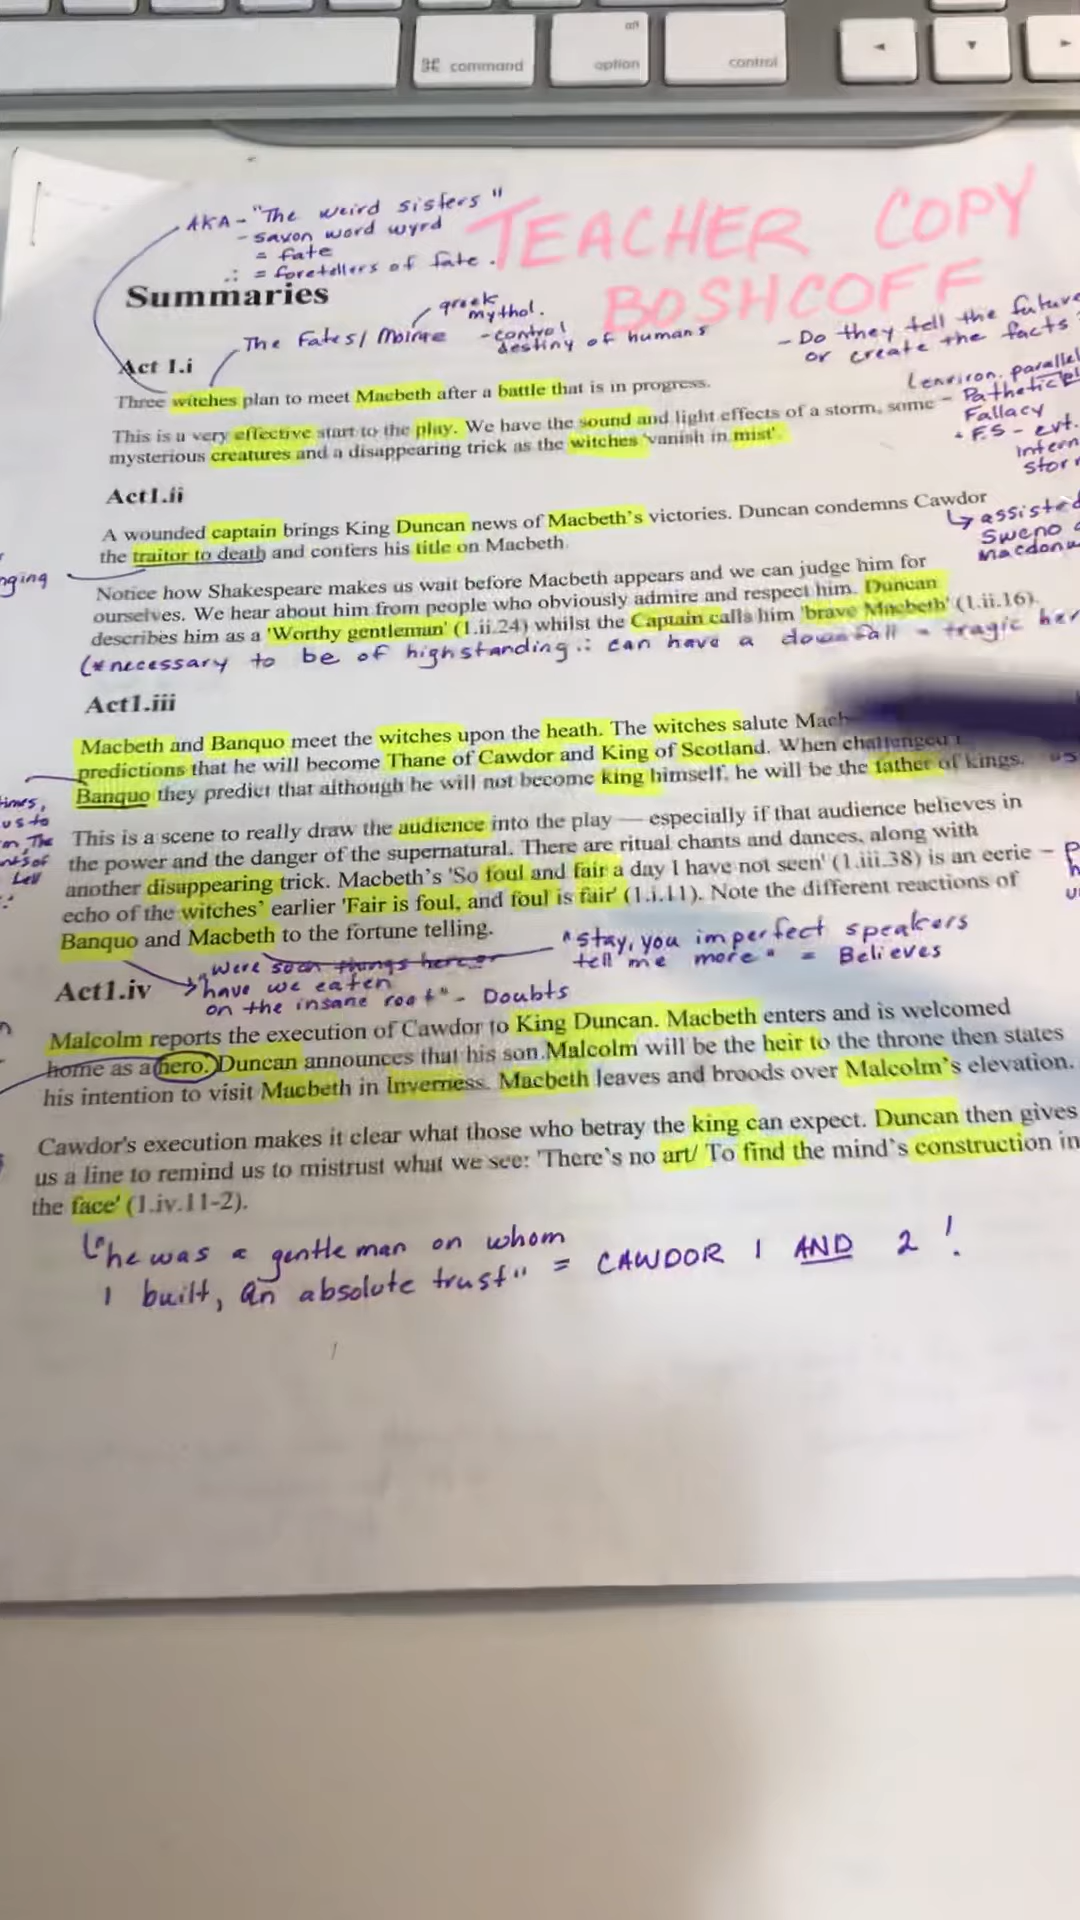 ⌘ command
alt
option
control
AKA - "The weird sisters"
- saxon word wyrd
= fate
∴ = foretellers of fate.
TEACHER COPY
BOSHCOFF
Summaries
greek
mythol.
The Fates/Moirae - control
destiny of humans
- Do they tell the future
or create the facts
Act 1.i
Three witches plan to meet Macbeth after a battle that is in progress.
(environ. parallel
- Pathetic
Fallacy
This is a very effective start to the play. We have the sound and light effects of a storm, some
mysterious creatures and a disappearing trick as the witches 'vanish in mist'.
Act1.ii
A wounded captain brings King Duncan news of Macbeth's victories. Duncan condemns Cawdor
the traitor to death and confers his title on Macbeth.
↳ assisted
Sweno
Notice how Shakespeare makes us wait before Macbeth appears and we can judge him for
ourselves. We hear about him from people who obviously admire and respect him. Duncan
describes him as a 'Worthy gentleman' (1.ii.24) whilst the Captain calls him 'brave Macbeth' (1.ii.16).
(*necessary to be of highstanding ∴ can have a downfall = tragic
Act1.iii
Macbeth and Banquo meet the witches upon the heath. The witches salute
predictions that he will become Thane of Cawdor and King of Scotland. When challenged
Banquo they predict that although he will not become king himself, he will be the father of kings.
times,
us to
The
This is a scene to really draw the audience into the play — especially if that audience believes in
the power and the danger of the supernatural. There are ritual chants and dances, along with
another disappearing trick. Macbeth's 'So foul and fair a day I have not seen' (1.iii.38) is an eerie
echo of the witches' earlier 'Fair is foul, and foul is fair' (1.i.11). Note the different reactions of
Banquo and Macbeth to the fortune telling.
"stay, you imperfect speakers
tell me more" = Believes
"Were such things here or
have we eaten
on the insane root" - Doubts
Act1.iv
Malcolm reports the execution of Cawdor to King Duncan. Macbeth enters and is welcomed
home as a hero. Duncan announces that his son Malcolm will be the heir to the throne then states
his intention to visit Macbeth in Inverness. Macbeth leaves and broods over Malcolm's elevation.
Cawdor's execution makes it clear what those who betray the king can expect. Duncan then gives
us a line to remind us to mistrust what we see: 'There's no art/ To find the mind's construction in
the face' (1.iv.11-2).
"he was a gentleman on whom
I built, an absolute trust" = CAWDOR 1 AND 2 !